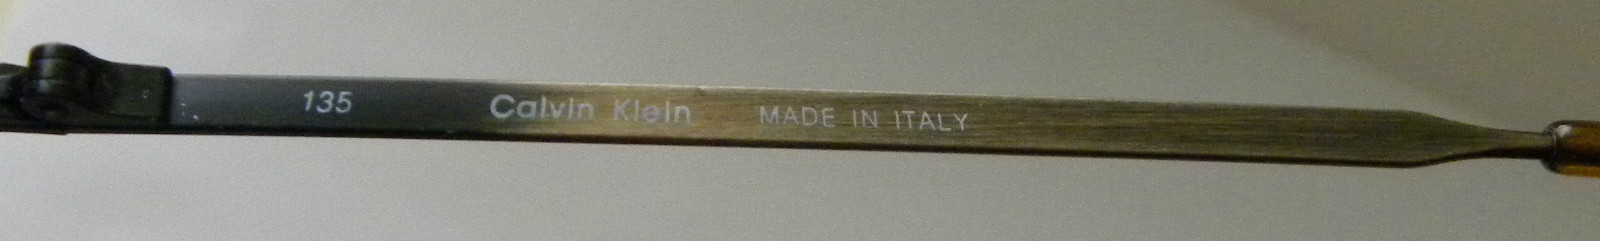 135 Calvin Klein MADE IN ITALY